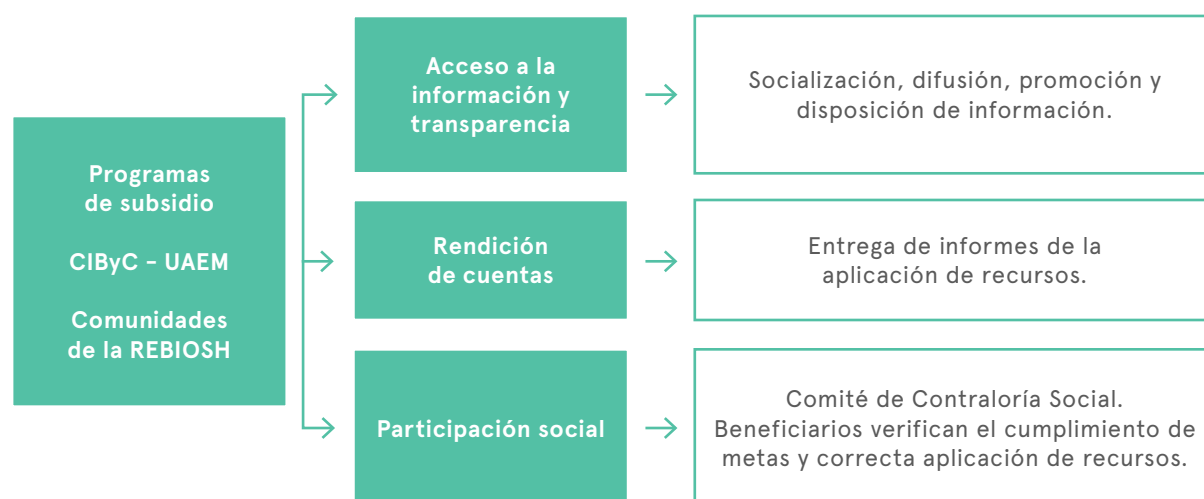 Programas
de subsidio
CIByC - UAEM
Comunidades
de la REBIOSH
Acceso a la
información y
transparencia
Socialización, difusión, promoción y
disposición de información.
Rendición
de cuentas
Entrega de informes de la
aplicación de recursos.
Participación social
Comité de Contraloría Social.
Beneficiarios verifican el cumplimiento de
metas y correcta aplicación de recursos.